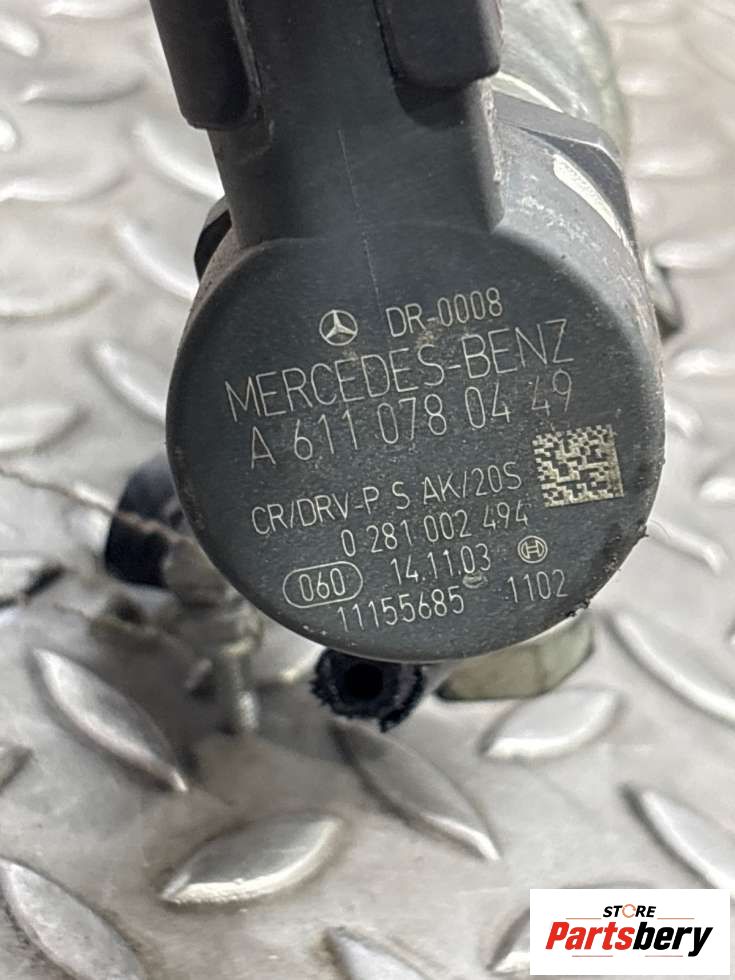 DR-0008
MERCEDES-BENZ
A 611 078 04 49
CR/DRV-P S AK/20S
0 281 002 494
060 14.11.03
11155685 1102
STORE
Partsbery